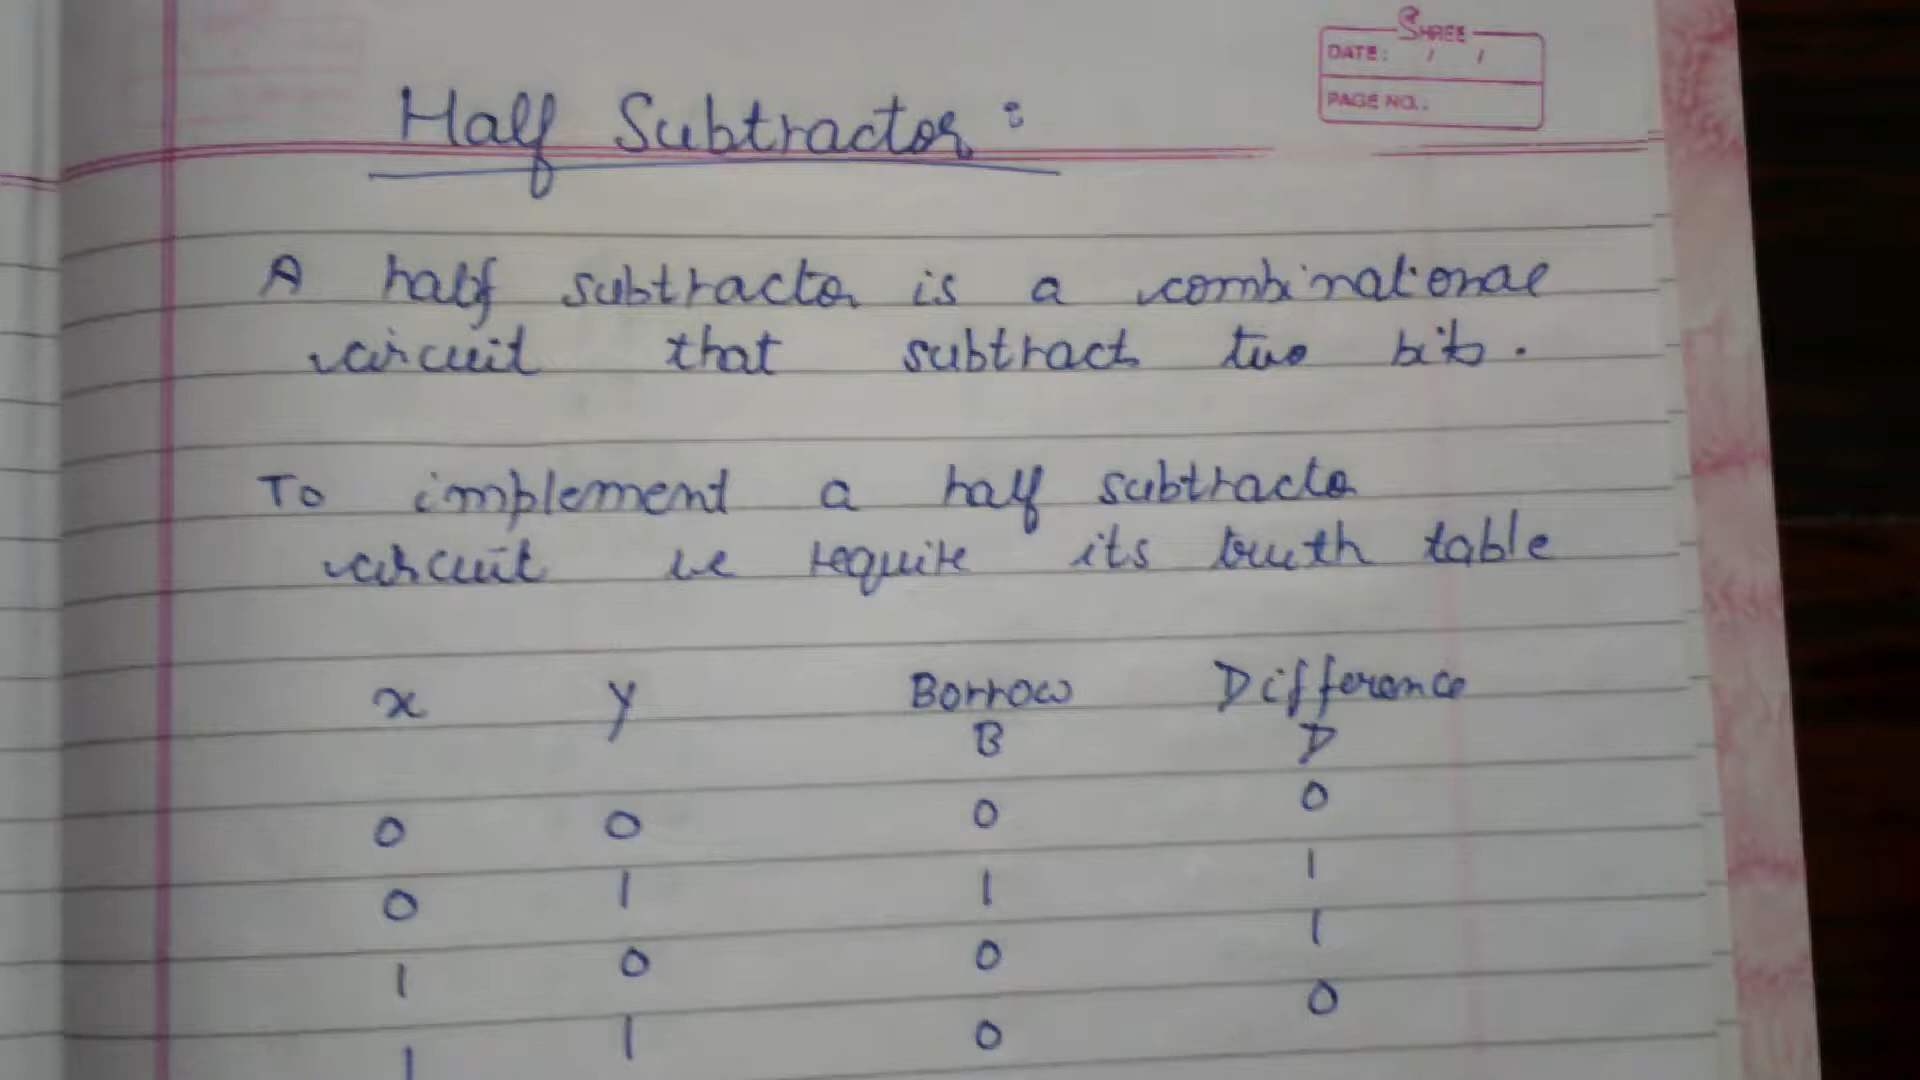 SHREE
DATE: / /
PAGE NO.:
Half Subtractor :
A half subtractor is a combinational
circuit that subtract two bits.
To implement a half subtractor
circuit we require its truth table
x y Borrow Difference
B D
0 0 0 0
0 1 1 1
1 0 0 1
1 1 0 0